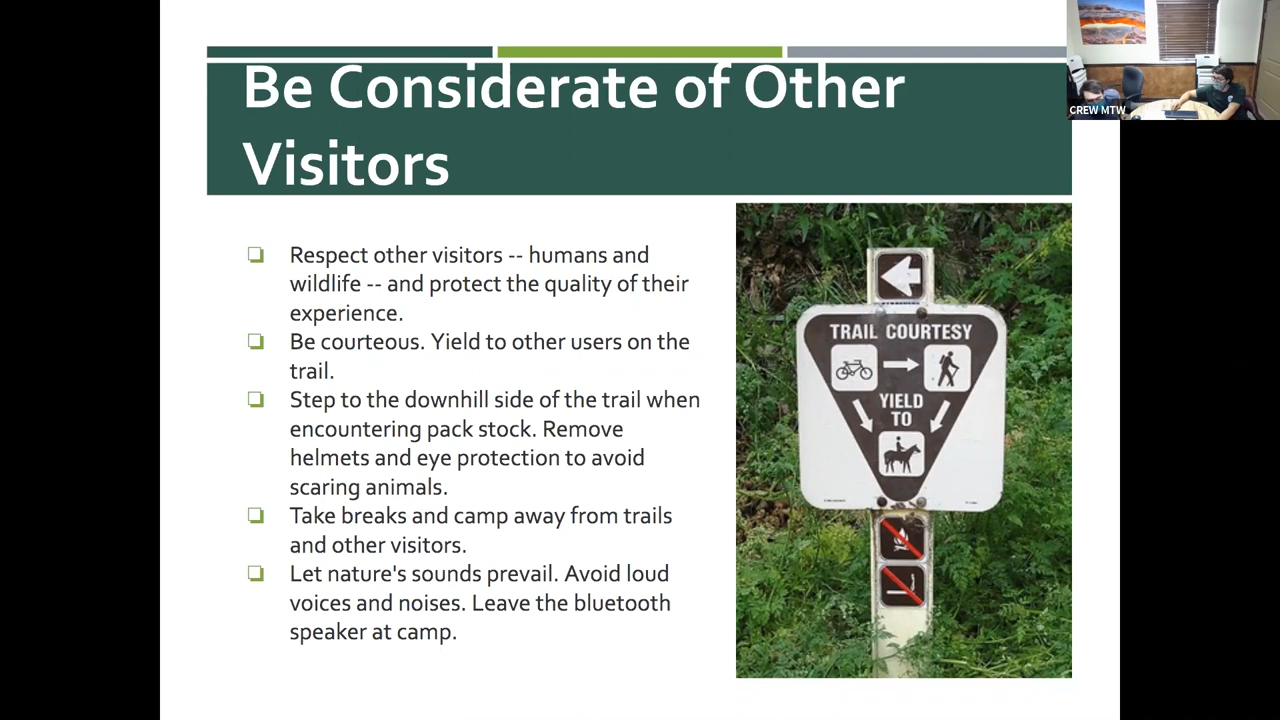 Be Considerate of Other
Visitors
CREW MTW
Respect other visitors -- humans and
wildlife -- and protect the quality of their
experience.
Be courteous. Yield to other users on the
trail.
Step to the downhill side of the trail when
encountering pack stock. Remove
helmets and eye protection to avoid
scaring animals.
Take breaks and camp away from trails
and other visitors.
Let nature's sounds prevail. Avoid loud
voices and noises. Leave the bluetooth
speaker at camp.
TRAIL COURTESY
YIELD
TO